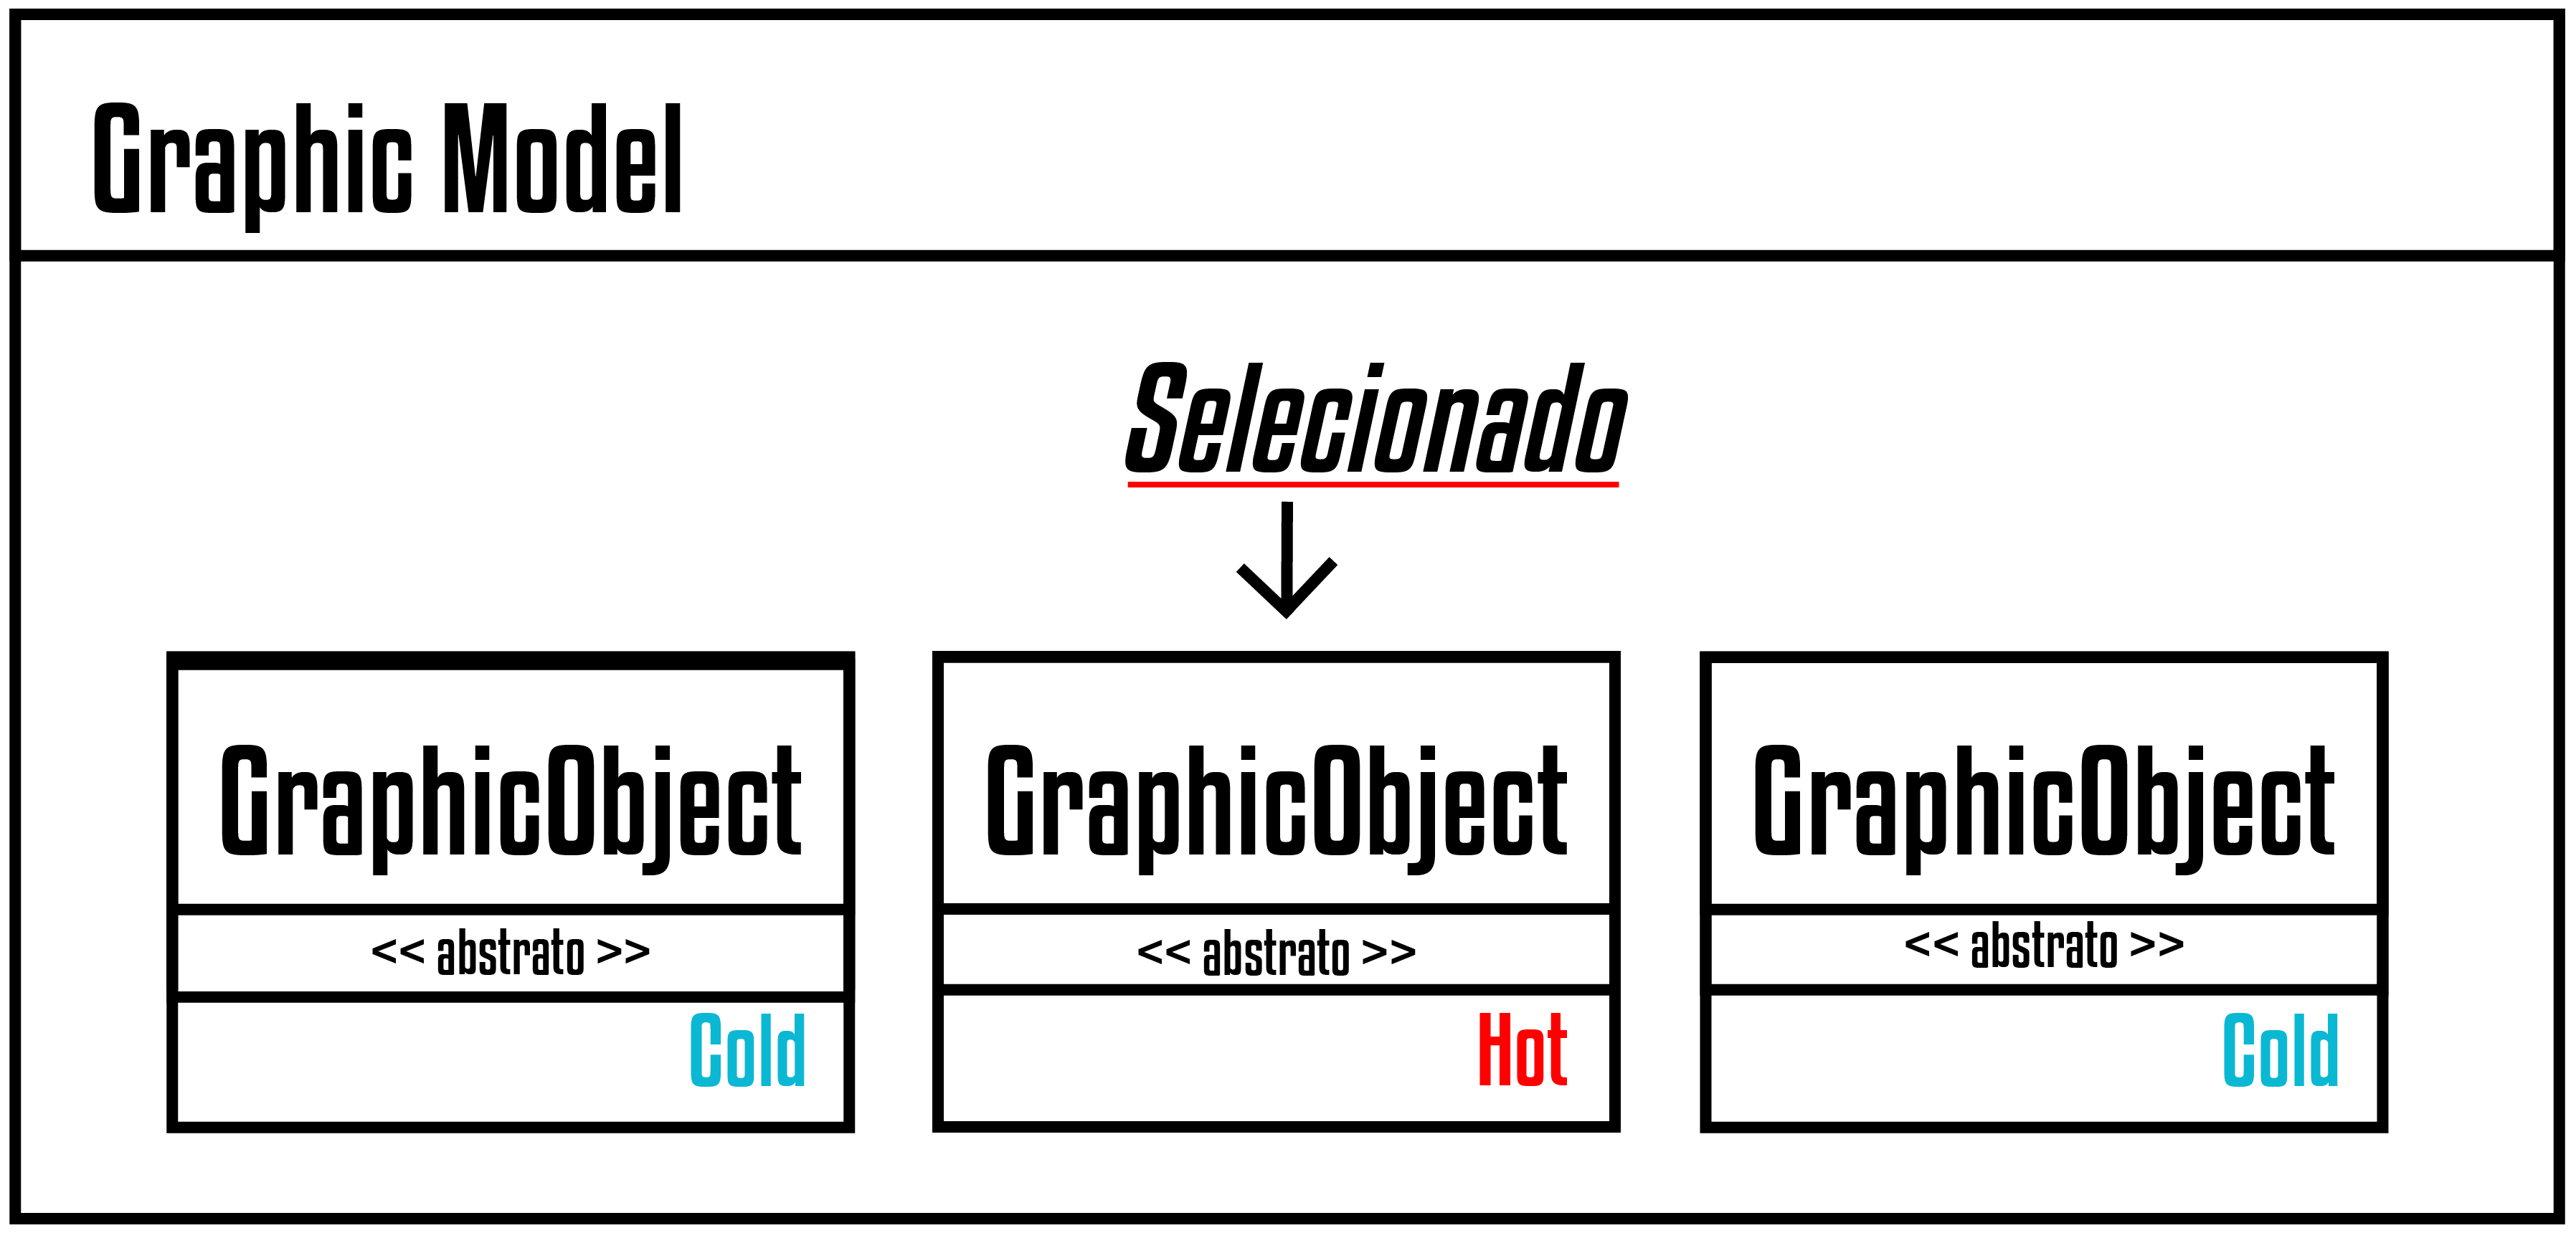 Graphic Model
Selecionado
GraphicObject
<< abstrato >>
Cold
GraphicObject
<< abstrato >>
Hot
GraphicObject
<< abstrato >>
Cold